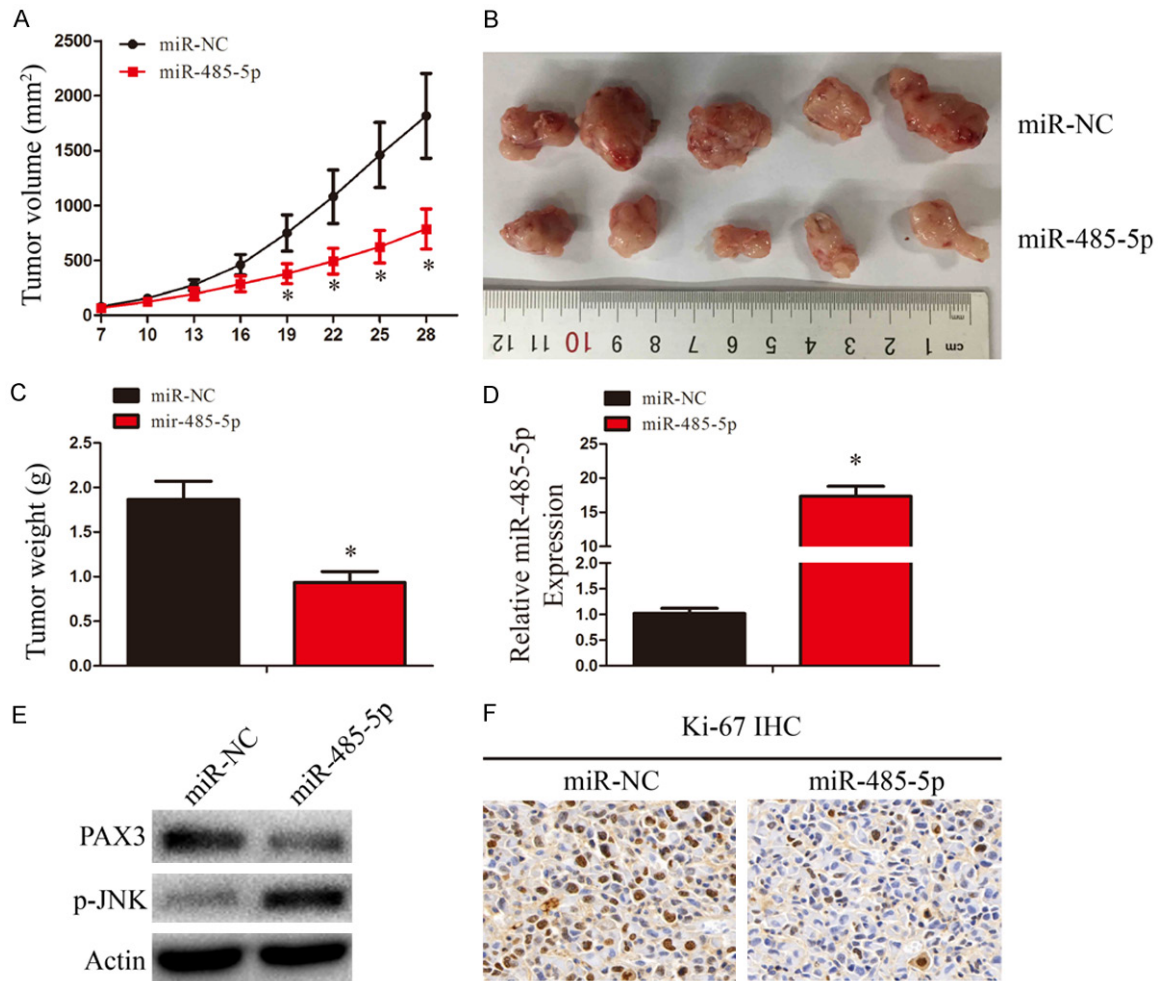 A
miR-NC
miR-485-5p
Tumor volume (mm²)
2500
2000
1500
1000
500
0
7 10 13 16 19 22 25 28
* * * *
B
miR-NC
miR-485-5p
12 11 10 9 8 7 6 5 4 3 2 1 cm
mm
C
miR-NC
mir-485-5p
Tumor weight (g)
2.5
2.0
1.5
1.0
0.5
0.0
*
D
miR-NC
miR-485-5p
Relative miR-485-5p
Expression
25
20
15
10
2.0
1.5
1.0
0.5
0.0
*
E
miR-NC
miR-485-5p
PAX3
p-JNK
Actin
F
Ki-67 IHC
miR-NC
miR-485-5p